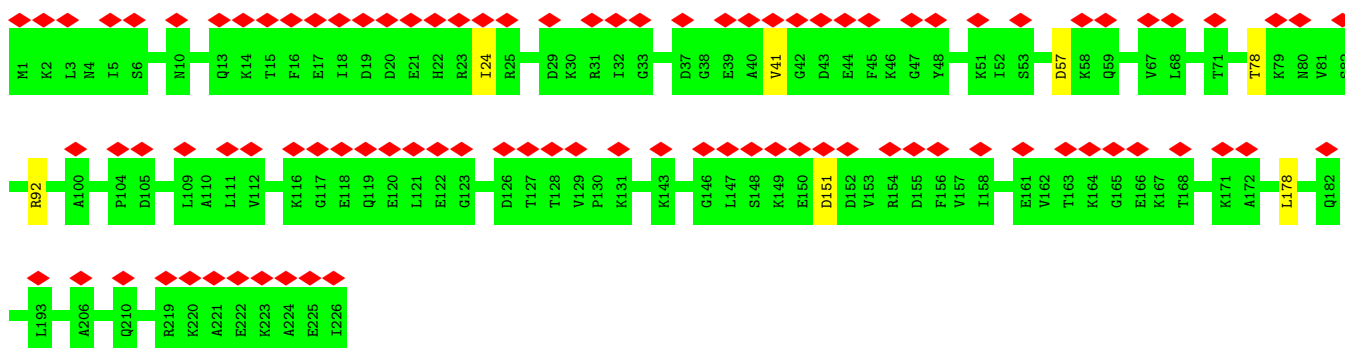 M1 K2 L3 N4 I5 S6 N10 Q13 K14 T15 F16 E17 I18 D19 D20 E21 H22 R23 I24 R25 D29 K30 R31 I32 G33 D37 G38 E39 A40 V41 G42 D43 E44 F45 K46 G47 Y48 K51 I52 S53 D57 K58 Q59 V67 L68 T71 T78 K79 N80 V81
R92 A100 P104 D105 L109 A110 L111 V112 K116 G117 E118 Q119 E120 L121 E122 G123 D126 T127 T128 V129 P130 K131 K143 G146 L147 S148 K149 E150 D151 D152 V153 R154 D155 F156 V157 I158 E161 V162 T163 K164 G165 E166 K167 T168 K171 A172 L178 Q182
L193 A206 Q210 R219 K220 A221 E222 K223 A224 E225 I226